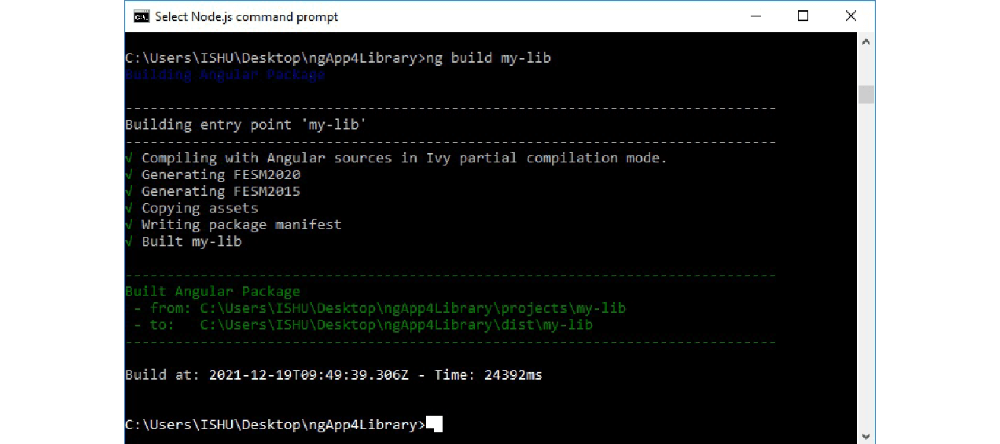 Select Node.js command prompt
C:\Users\ISHU\Desktop\ngApp4Library>ng build my-lib
Building Angular Package
------------------------------------------------------------------------------
Building entry point 'my-lib'
------------------------------------------------------------------------------
√ Compiling with Angular sources in Ivy partial compilation mode.
√ Generating FESM2020
√ Generating FESM2015
√ Copying assets
√ Writing package manifest
√ Built my-lib
------------------------------------------------------------------------------
Built Angular Package
 - from: C:\Users\ISHU\Desktop\ngApp4Library\projects\my-lib
 - to:   C:\Users\ISHU\Desktop\ngApp4Library\dist\my-lib
------------------------------------------------------------------------------
Build at: 2021-12-19T09:49:39.306Z - Time: 24392ms
C:\Users\ISHU\Desktop\ngApp4Library>